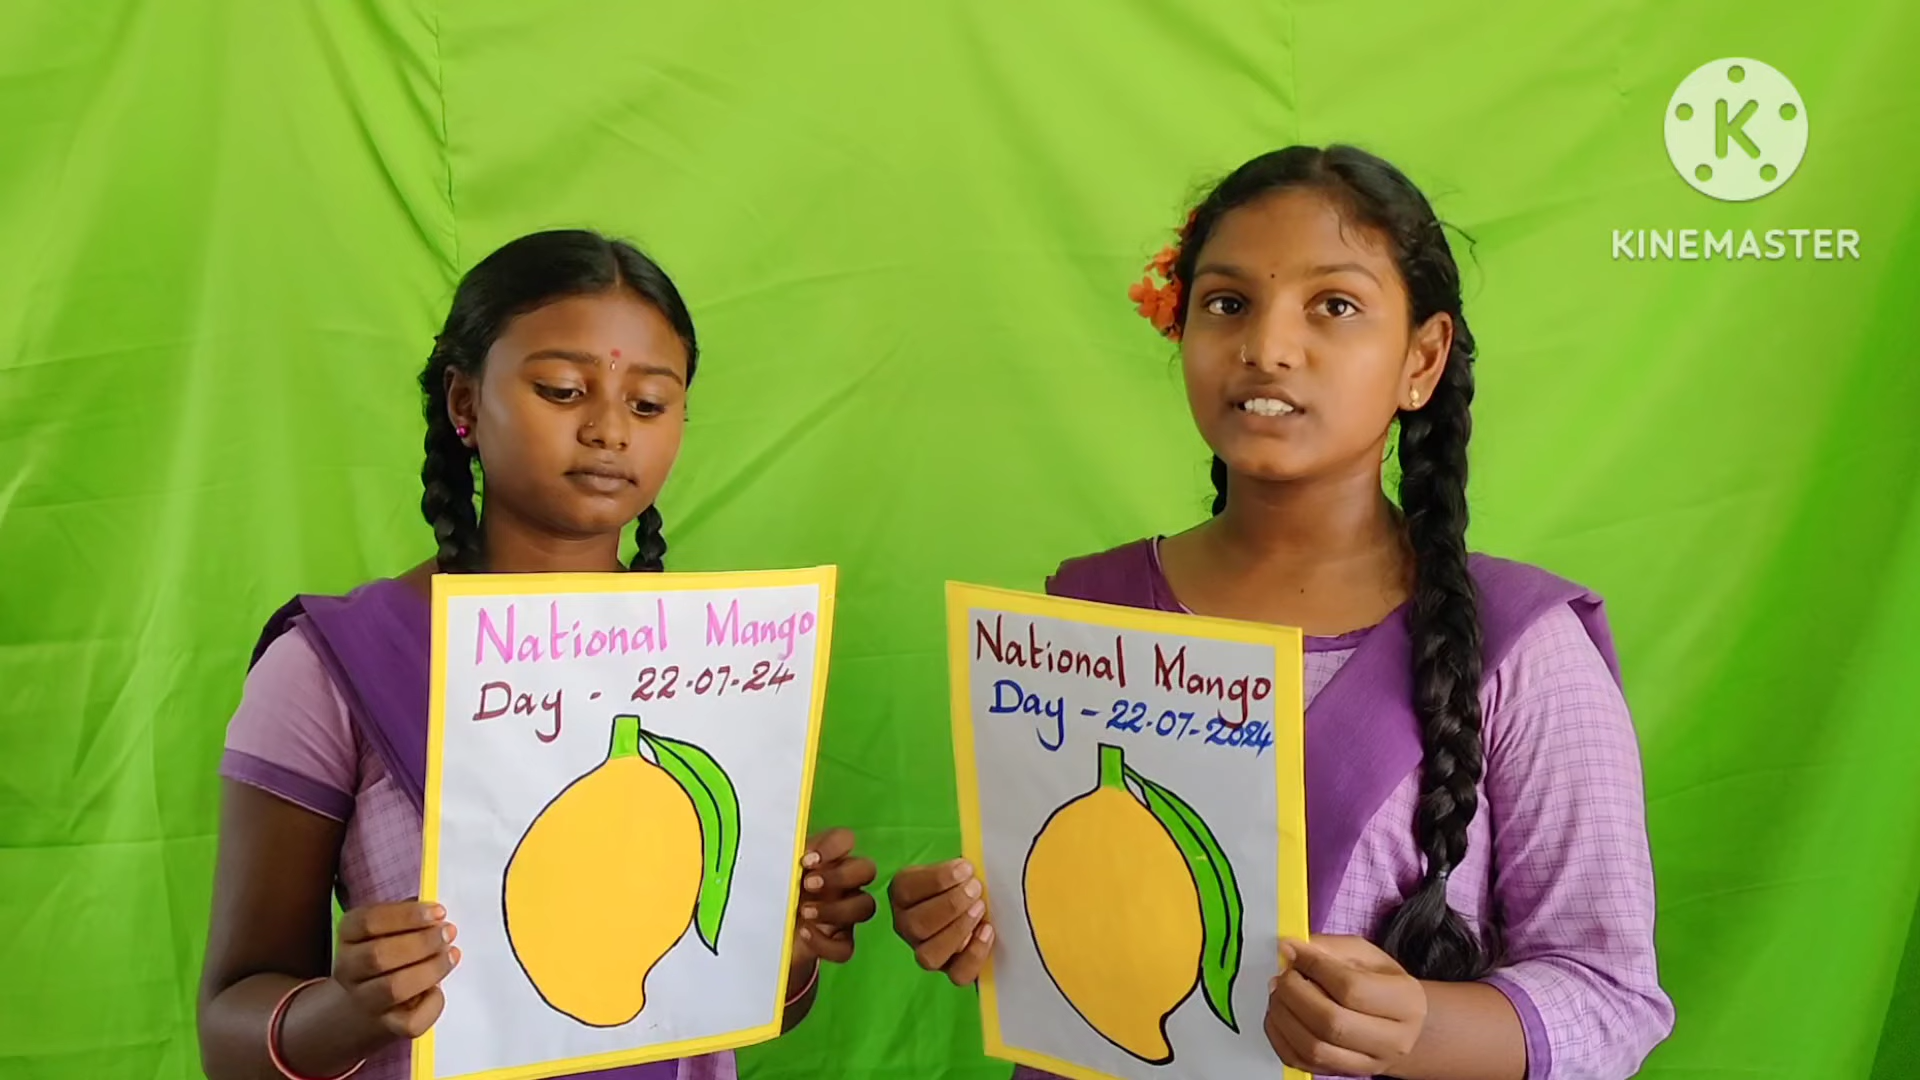 National Mango
Day - 22-07-24
National Mango
Day - 22-07-2024
K
KINEMASTER